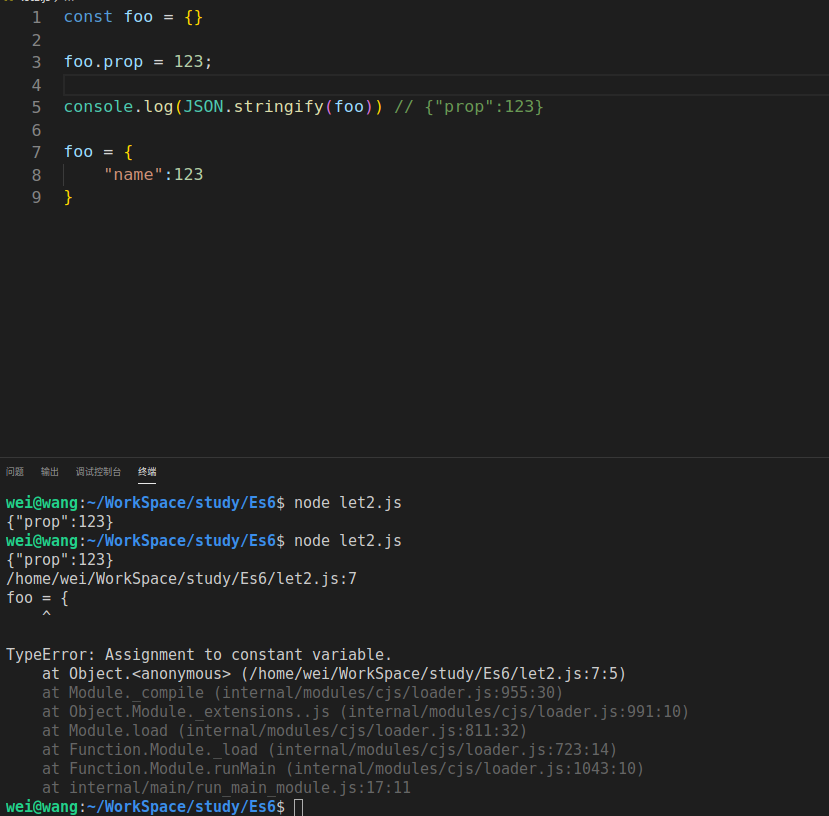 1 const foo = {}
2
3 foo.prop = 123;
4
5 console.log(JSON.stringify(foo)) // {"prop":123}
6
7 foo = {
8     "name":123
9 }
问题 输出 调试控制台 终端
wei@wang:~/WorkSpace/study/Es6$ node let2.js
{"prop":123}
wei@wang:~/WorkSpace/study/Es6$ node let2.js
{"prop":123}
/home/wei/WorkSpace/study/Es6/let2.js:7
foo = {
    ^
TypeError: Assignment to constant variable.
    at Object.<anonymous> (/home/wei/WorkSpace/study/Es6/let2.js:7:5)
    at Module._compile (internal/modules/cjs/loader.js:955:30)
    at Object.Module._extensions..js (internal/modules/cjs/loader.js:991:10)
    at Module.load (internal/modules/cjs/loader.js:811:32)
    at Function.Module._load (internal/modules/cjs/loader.js:723:14)
    at Function.Module.runMain (internal/modules/cjs/loader.js:1043:10)
    at internal/main/run_main_module.js:17:11
wei@wang:~/WorkSpace/study/Es6$